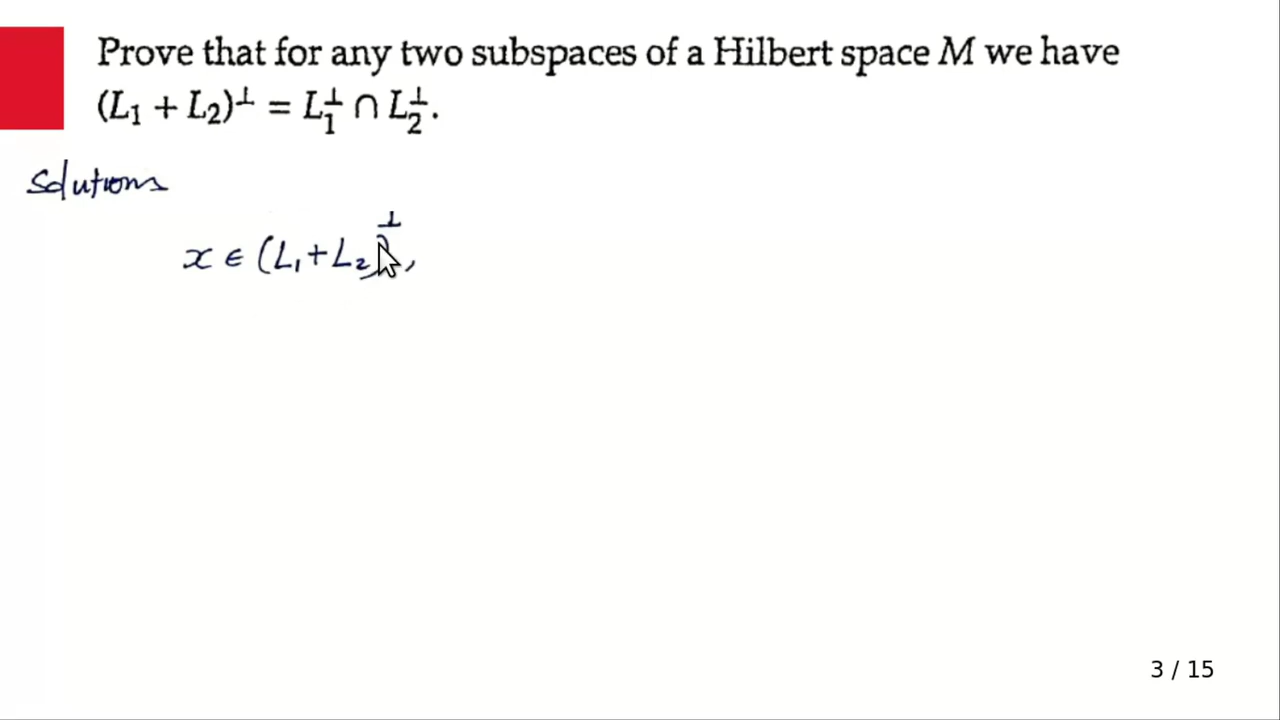 Prove that for any two subspaces of a Hilbert space M we have
(L₁ + L₂)⊥ = L₁⊥ ∩ L₂⊥.
Solutions
x ∈ (L₁+L₂)⊥,
3 / 15